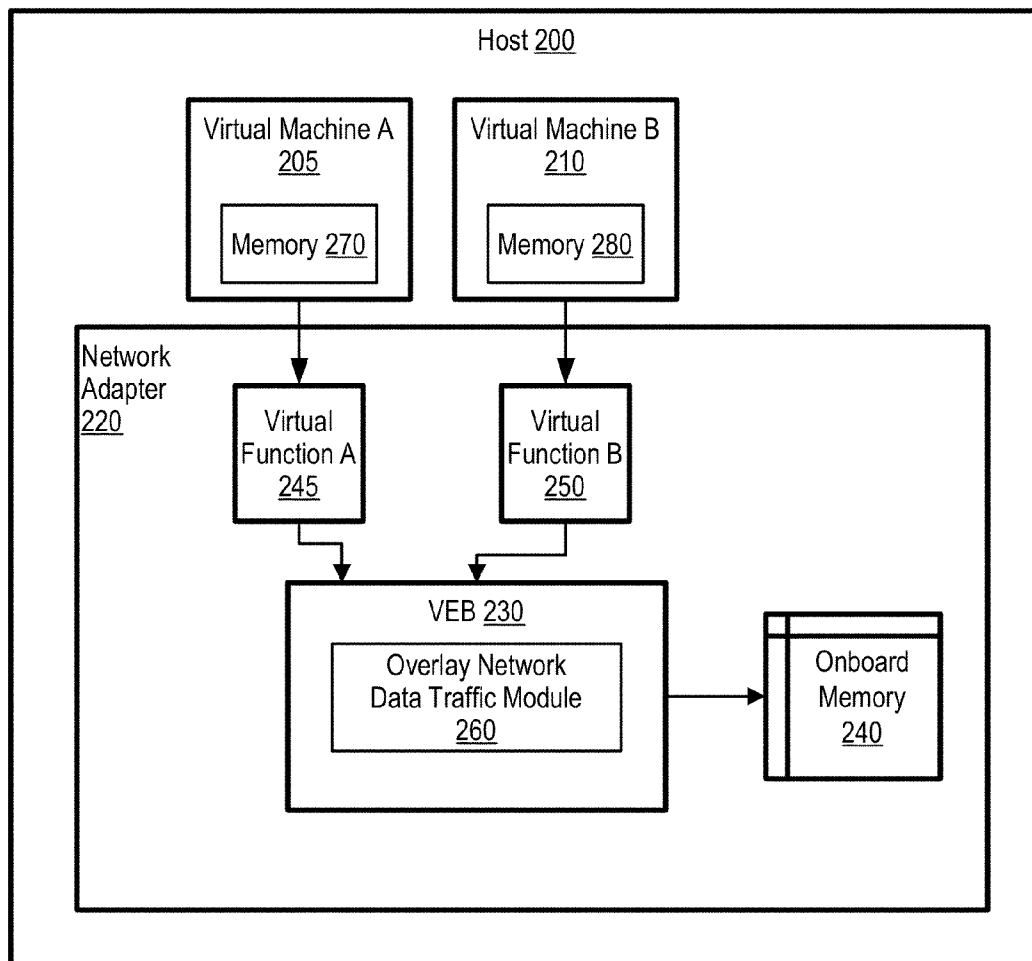 Host 200
Virtual Machine A
205
Memory 270
Virtual Machine B
210
Memory 280
Network
Adapter
220
Virtual
Function A
245
Virtual
Function B
250
VEB 230
Overlay Network
Data Traffic Module
260
Onboard
Memory
240